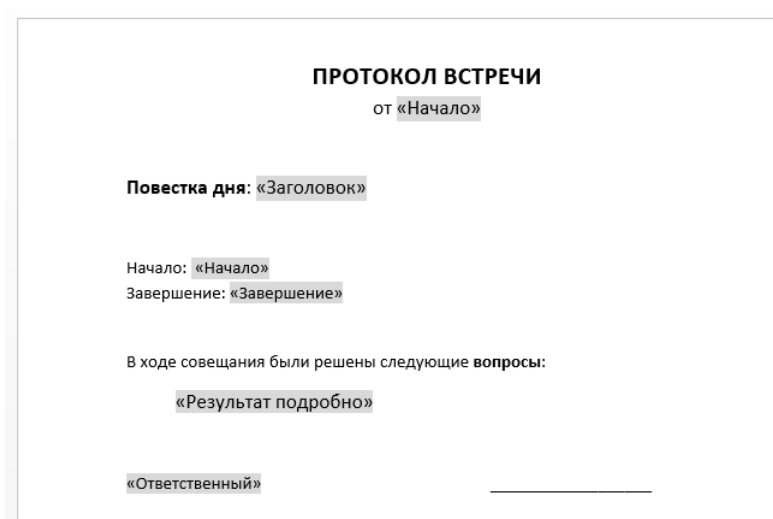 ПРОТОКОЛ ВСТРЕЧИ
от «Начало»
Повестка дня: «Заголовок»
Начало: «Начало»
Завершение: «Завершение»
В ходе совещания были решены следующие вопросы:
«Результат подробно»
«Ответственный» ____________________